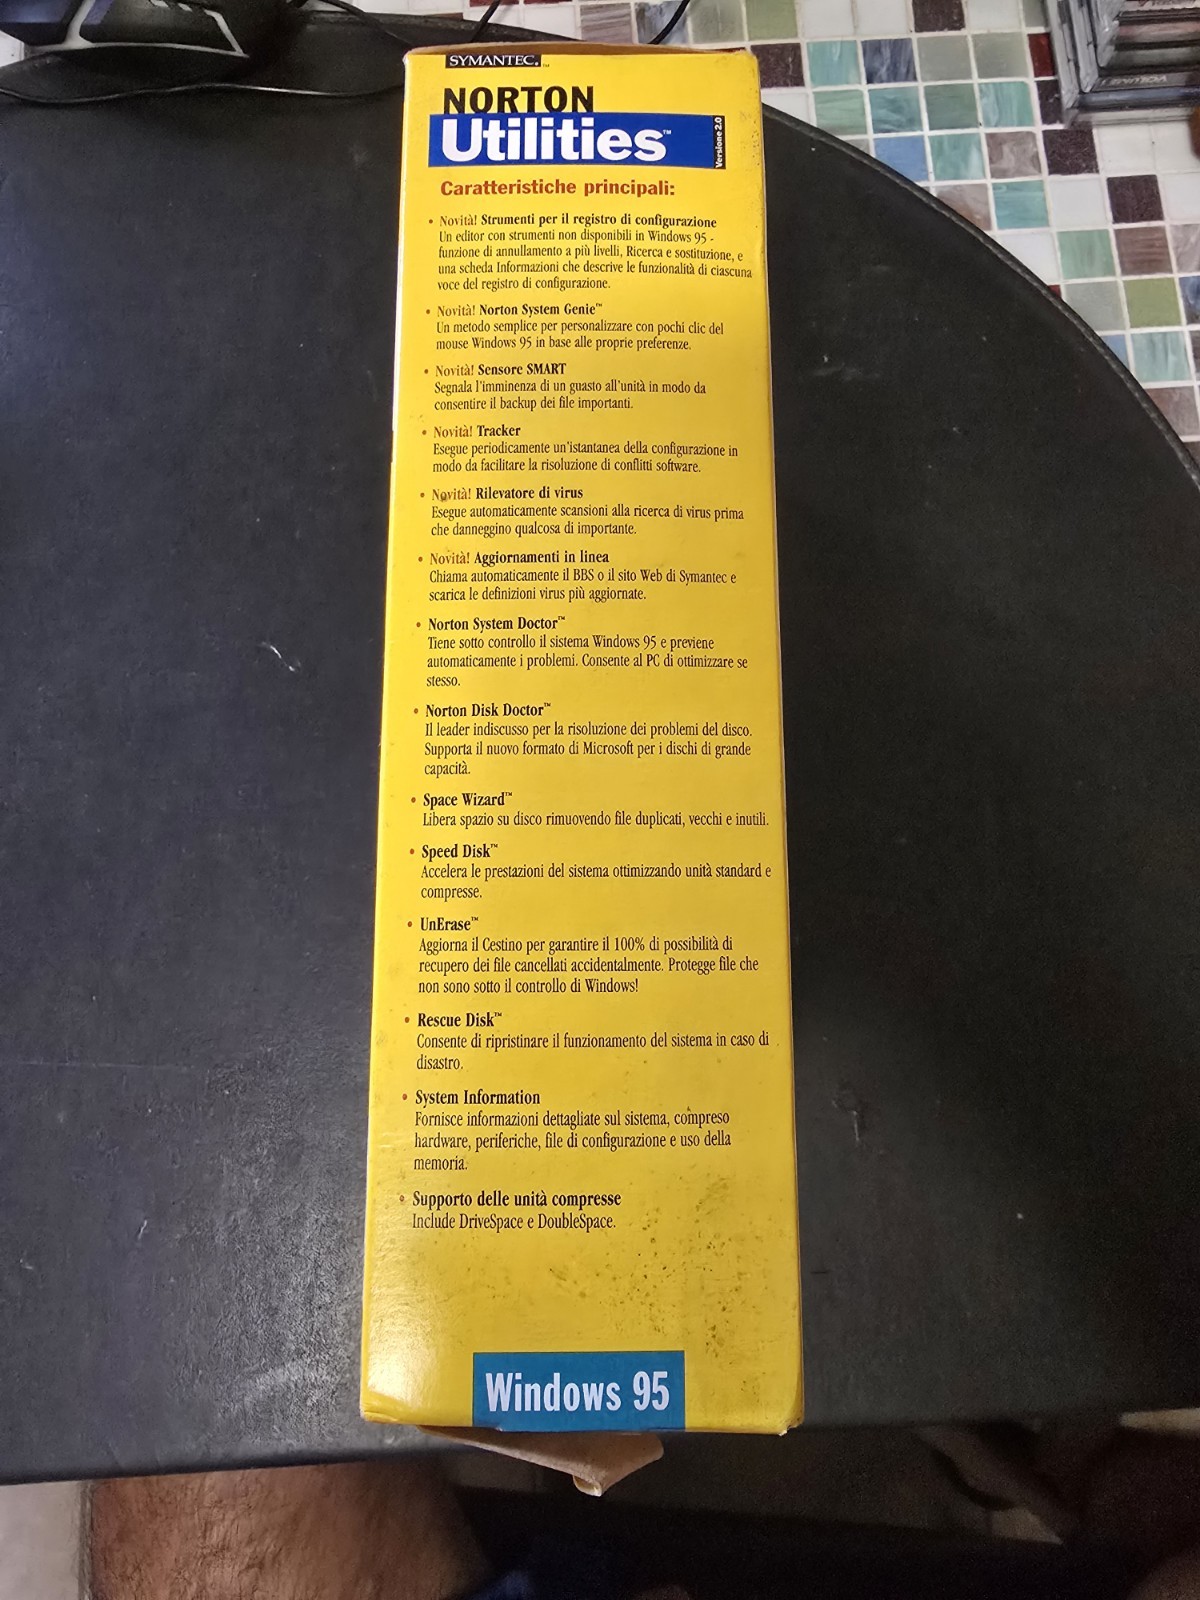 SYMANTEC.™
NORTON
Utilities™
Versione 2.0
Caratteristiche principali:
• Novità! Strumenti per il registro di configurazione
Un editor con strumenti non disponibili in Windows 95 -
funzione di annullamento a più livelli, Ricerca e sostituzione, e
una scheda Informazioni che descrive le funzionalità di ciascuna
voce del registro di configurazione.
• Novità! Norton System Genie™
Un metodo semplice per personalizzare con pochi clic del
mouse Windows 95 in base alle proprie preferenze.
• Novità! Sensore SMART
Segnala l'imminenza di un guasto all'unità in modo da
consentire il backup dei file importanti.
• Novità! Tracker
Esegue periodicamente un'istantanea della configurazione in
modo da facilitare la risoluzione di conflitti software.
• Novità! Rilevatore di virus
Esegue automaticamente scansioni alla ricerca di virus prima
che danneggino qualcosa di importante.
• Novità! Aggiornamenti in linea
Chiama automaticamente il BBS o il sito Web di Symantec e
scarica le definizioni virus più aggiornate.
• Norton System Doctor™
Tiene sotto controllo il sistema Windows 95 e previene
automaticamente i problemi. Consente al PC di ottimizzare se
stesso.
• Norton Disk Doctor™
Il leader indiscusso per la risoluzione dei problemi del disco.
Supporta il nuovo formato di Microsoft per i dischi di grande
capacità.
• Space Wizard™
Libera spazio su disco rimuovendo file duplicati, vecchi e inutili.
• Speed Disk™
Accelera le prestazioni del sistema ottimizzando unità standard e
compresse.
• UnErase™
Aggiorna il Cestino per garantire il 100% di possibilità di
recupero dei file cancellati accidentalmente. Protegge file che
non sono sotto il controllo di Windows!
• Rescue Disk™
Consente di ripristinare il funzionamento del sistema in caso di
disastro.
• System Information
Fornisce informazioni dettagliate sul sistema, compreso
hardware, periferiche, file di configurazione e uso della
memoria.
• Supporto delle unità compresse
Include DriveSpace e DoubleSpace.
Windows 95